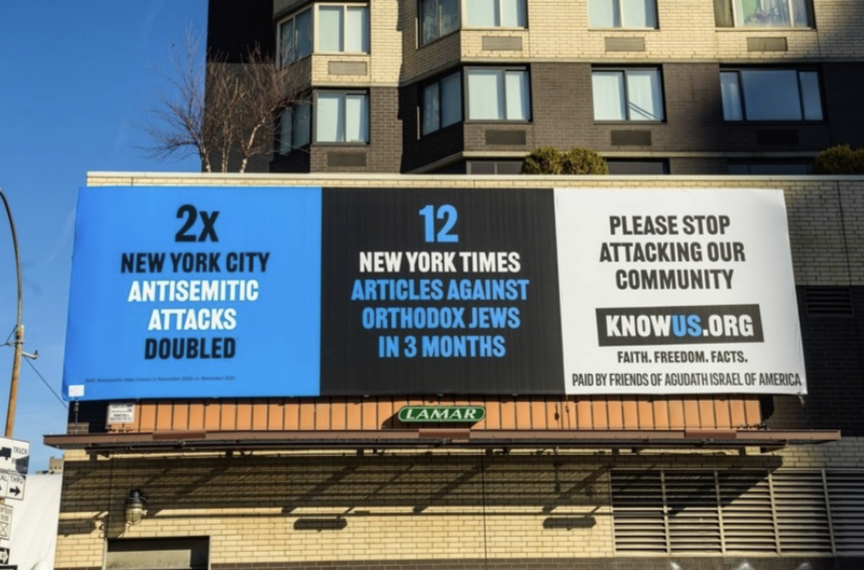 2x
NEW YORK CITY
ANTISEMITIC
ATTACKS
DOUBLED
12
NEW YORK TIMES
ARTICLES AGAINST
ORTHODOX JEWS
IN 3 MONTHS
PLEASE STOP
ATTACKING OUR
COMMUNITY
KNOWUS.ORG
FAITH. FREEDOM. FACTS.
PAID BY FRIENDS OF AGUDATH ISRAEL OF AMERICA
LAMAR
TRUCK